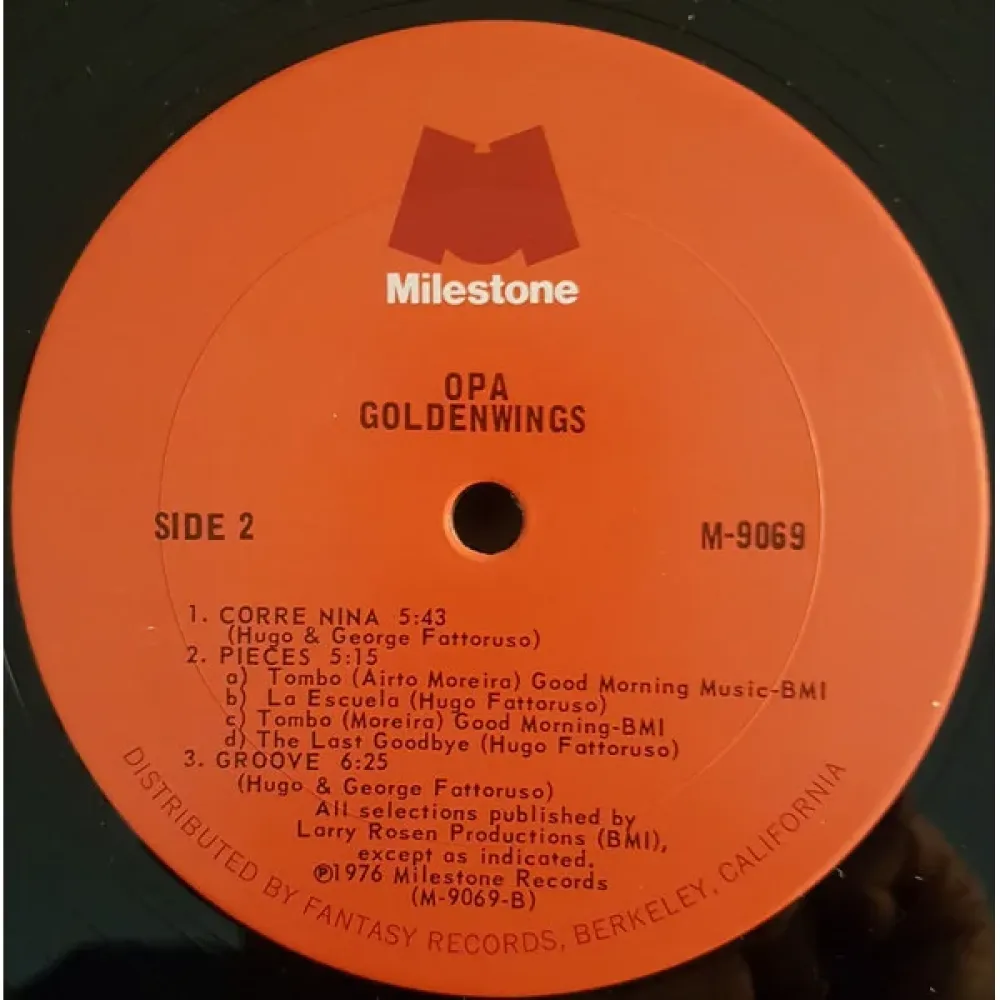 Milestone
OPA
GOLDENWINGS
SIDE 2
M-9069
1. CORRE NINA 5:43
(Hugo & George Fattoruso)
2. PIECES 5:15
a) Tombo (Airto Moreira) Good Morning Music-BMI
b) La Escuela (Hugo Fattoruso)
c) Tombo (Moreira) Good Morning-BMI
d) The Last Goodbye (Hugo Fattoruso)
3. GROOVE 6:25
(Hugo & George Fattoruso)
All selections published by
Larry Rosen Productions (BMI),
except as indicated.
℗1976 Milestone Records
(M-9069-B)
DISTRIBUTED BY FANTASY RECORDS, BERKELEY, CALIFORNIA